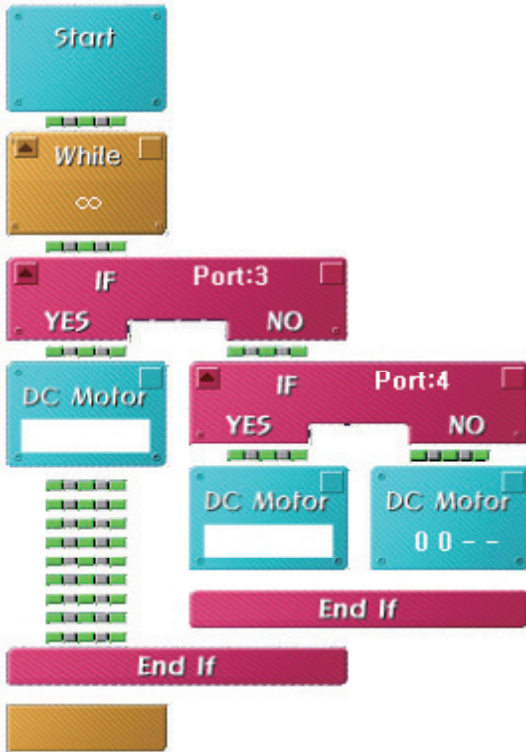 Start
While
∞
IF Port:3
YES NO
DC Motor
IF Port:4
YES NO
DC Motor
DC Motor
0 0 - -
End If
End If